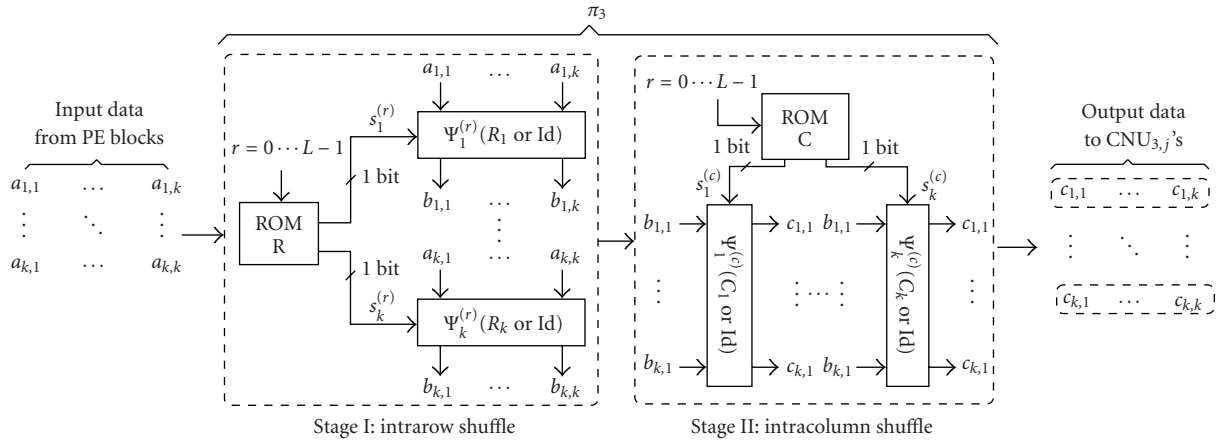 π₃
Input data
from PE blocks
a₁,₁ … a₁,ₖ
⋮ ⋱ ⋮
aₖ,₁ … aₖ,ₖ
r = 0 ⋯ L − 1
ROM
R
s₁^(r)
1 bit
1 bit
sₖ^(r)
a₁,₁ … a₁,ₖ
Ψ₁^(r)(R₁ or Id)
b₁,₁ … b₁,ₖ
⋮
aₖ,₁ … aₖ,ₖ
Ψₖ^(r)(Rₖ or Id)
bₖ,₁ … bₖ,ₖ
Stage I: intrarow shuffle
r = 0 ⋯ L − 1
ROM
C
1 bit 1 bit
s₁^(c) sₖ^(c)
b₁,₁ c₁,₁ b₁,₁ c₁,₁
Ψ₁^(c)(C₁ or Id)
Ψₖ^(c)(Cₖ or Id)
⋮ ⋮ ⋯ ⋮ ⋮
bₖ,₁ cₖ,₁ bₖ,₁ cₖ,₁
Stage II: intracolumn shuffle
Output data
to CNU₃,ⱼ's
c₁,₁ … c₁,ₖ
⋮ ⋱ ⋮
cₖ,₁ … cₖ,ₖ